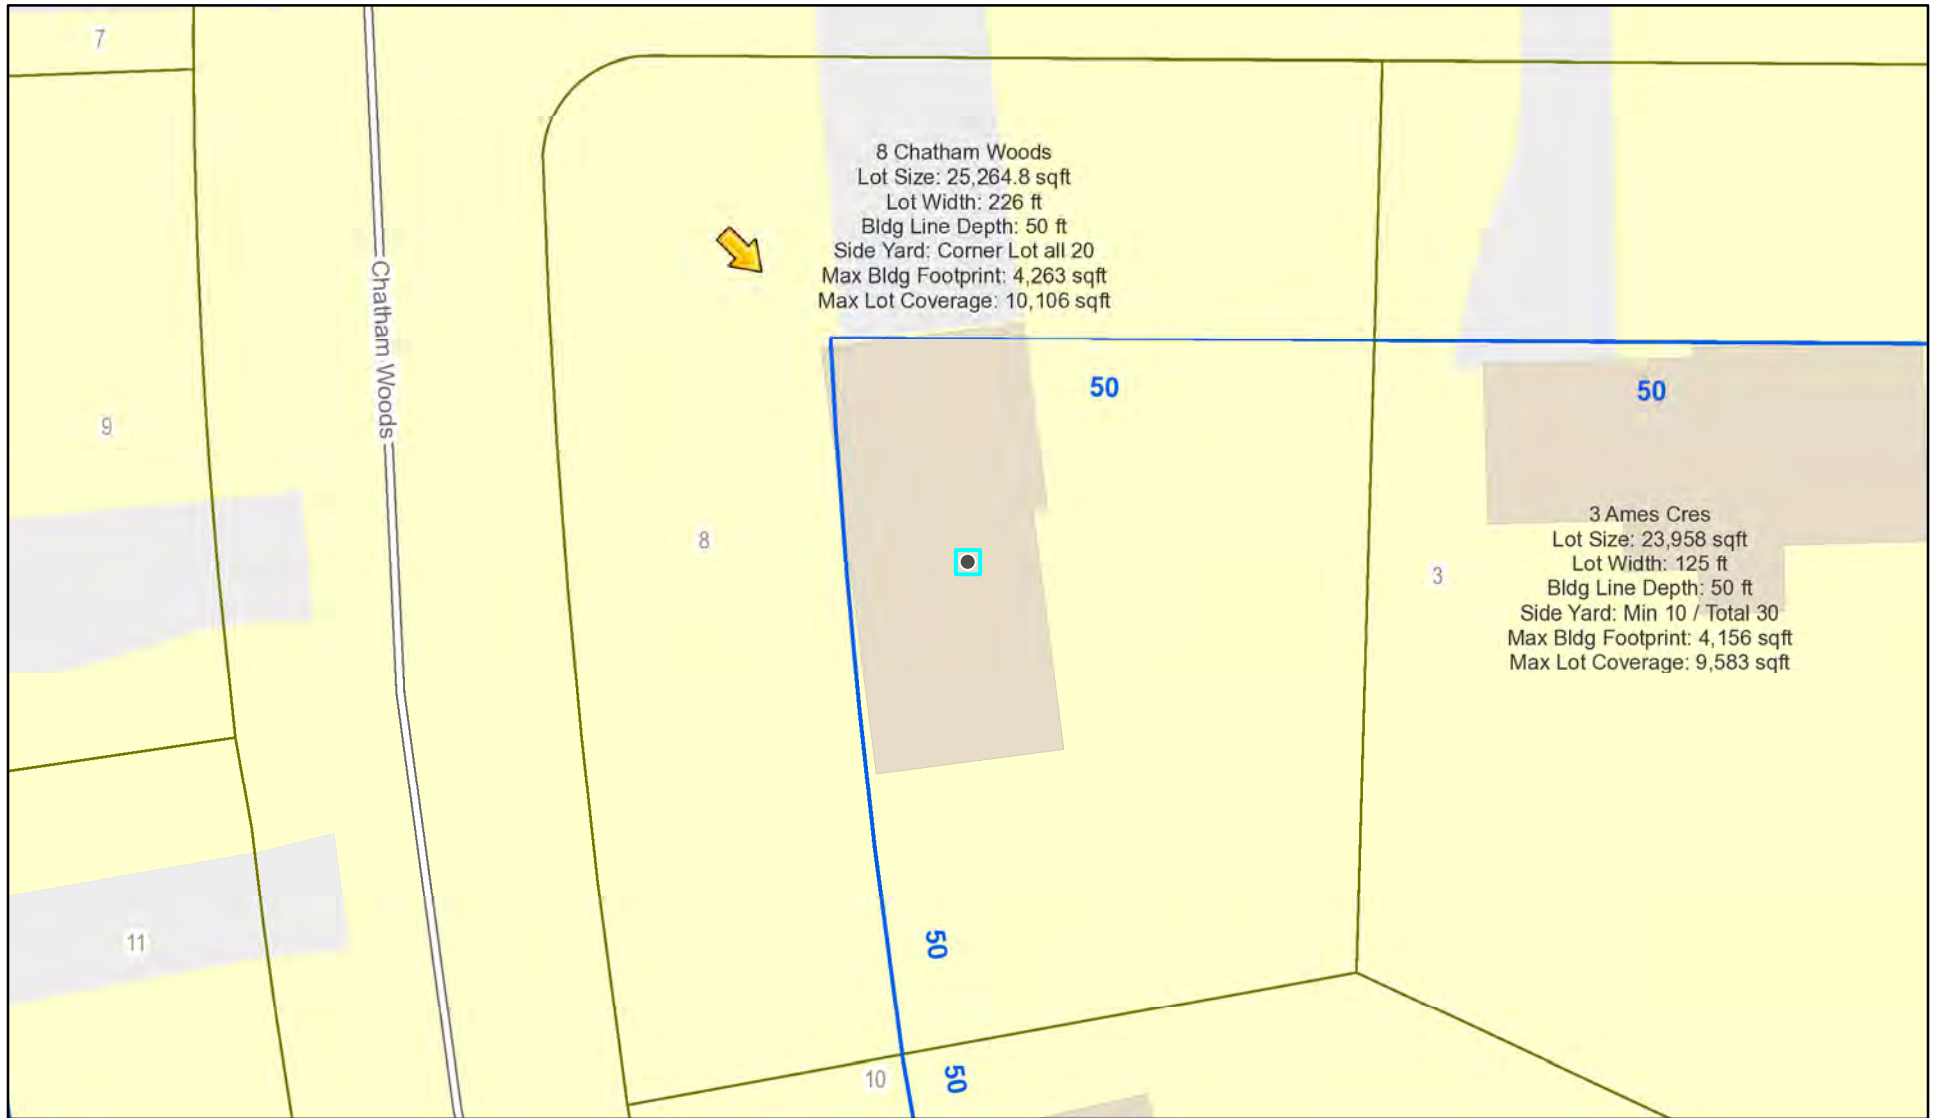 7
8 Chatham Woods
Lot Size: 25,264.8 sqft
Lot Width: 226 ft
Bldg Line Depth: 50 ft
Side Yard: Corner Lot all 20
Max Bldg Footprint: 4,263 sqft
Max Lot Coverage: 10,106 sqft
Chatham Woods
50
50
9
8
3 Ames Cres
Lot Size: 23,958 sqft
Lot Width: 125 ft
Bldg Line Depth: 50 ft
Side Yard: Min 10 / Total 30
Max Bldg Footprint: 4,156 sqft
Max Lot Coverage: 9,583 sqft
3
11
50
10
50